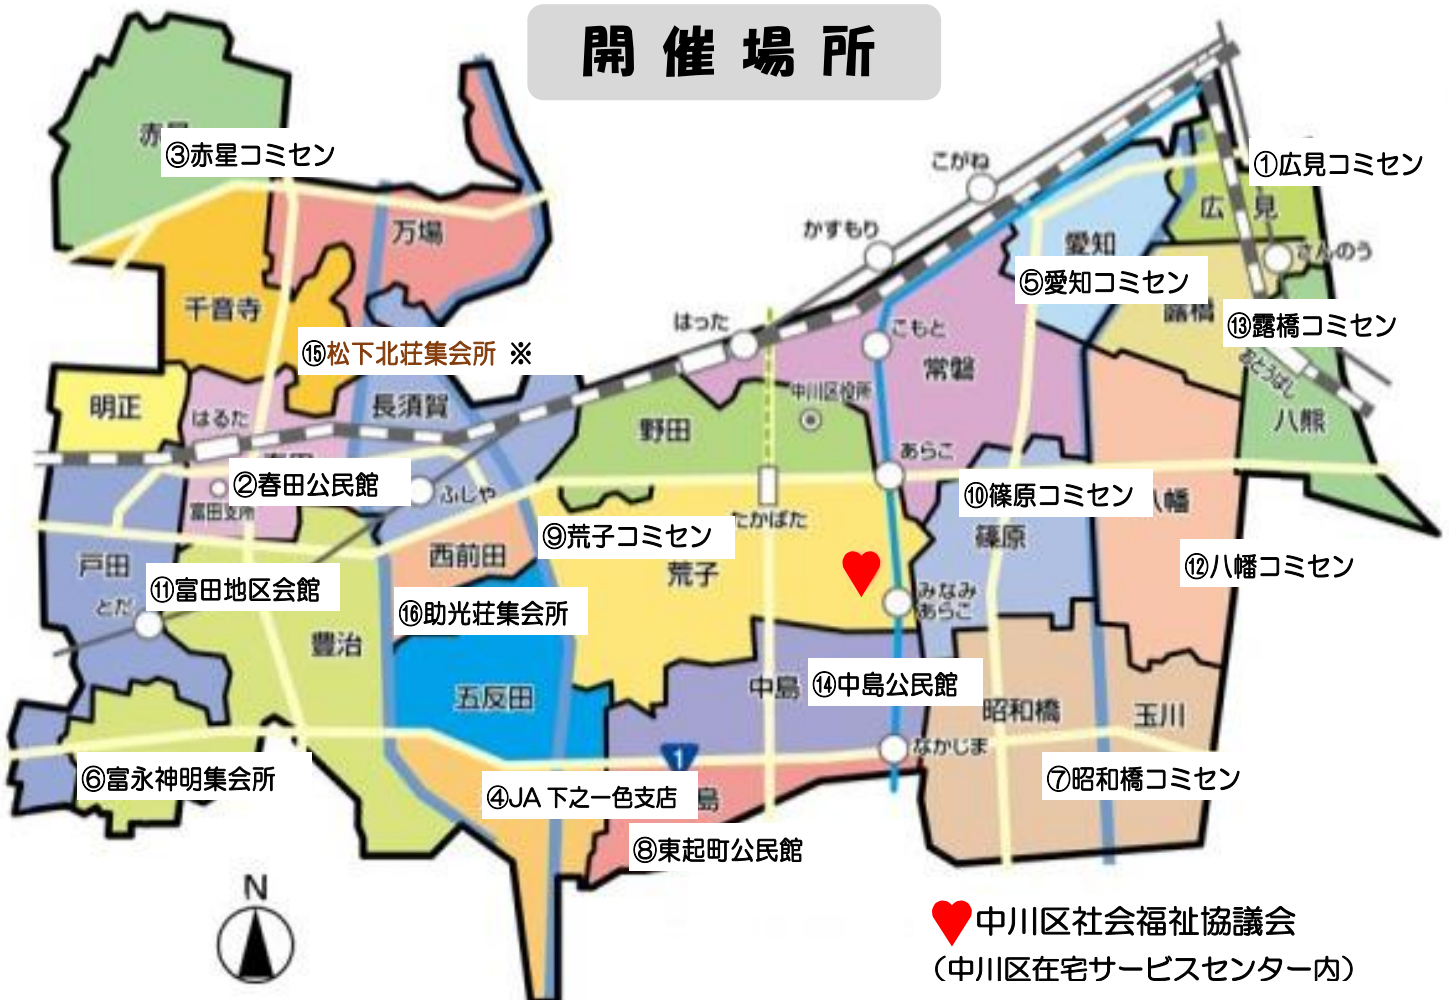 開催場所
③赤星コミセン
①広見コミセン
こがね
広見
かすもり
万場
愛知
さんのう
⑤愛知コミセン
千音寺
露橋
⑬露橋コミセン
はった
こもと
⑮松下北荘集会所 ※
おとうばし
常磐
明正
長須賀
中川区役所
はるた
野田
八熊
あらこ
②春田公民館
ふしや
⑩篠原コミセン
富田支所
たかばた
八幡
⑨荒子コミセン
篠原
西前田
戸田
荒子
⑫八幡コミセン
⑪富田地区会館
とだ
みなみ
あらこ
⑯助光荘集会所
豊治
中島
⑭中島公民館
五反田
昭和橋
玉川
なかじま
1
⑥富永神明集会所
⑦昭和橋コミセン
④JA 下之一色支店
島
⑧東起町公民館
N
中川区社会福祉協議会
（中川区在宅サービスセンター内）